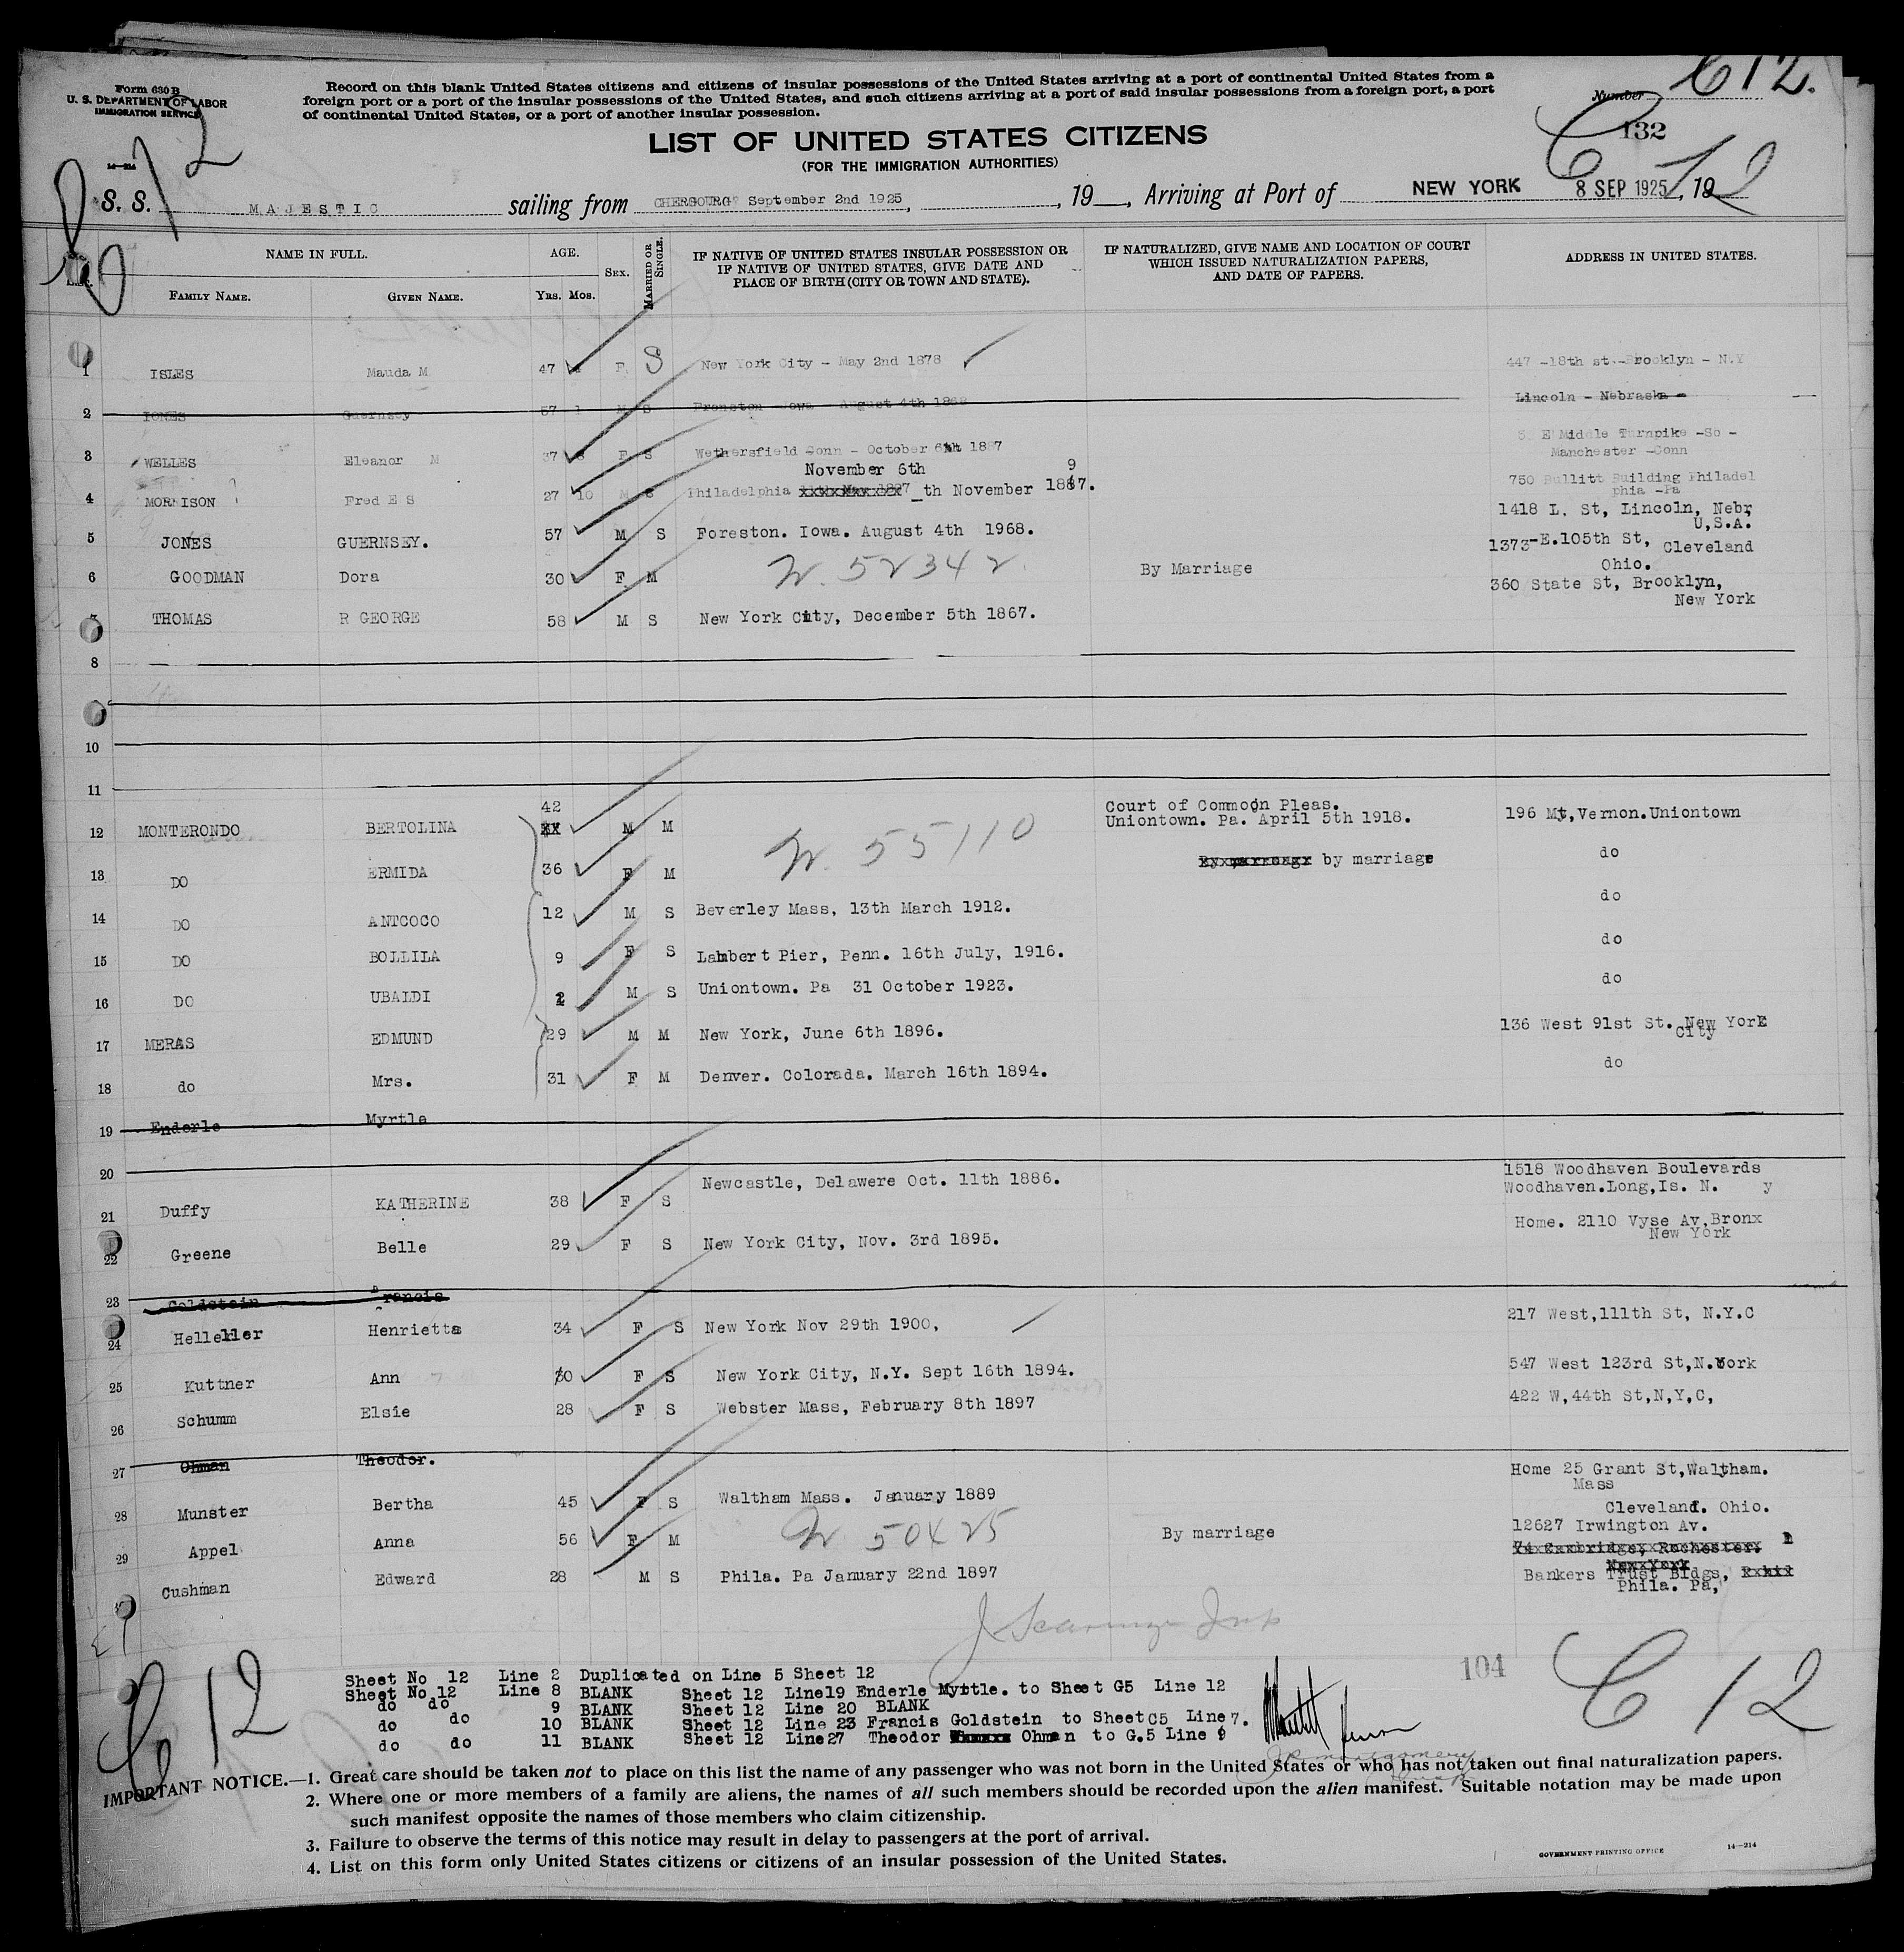 C 12.
Form 630 B
U. S. DEPARTMENT OF LABOR
IMMIGRATION SERVICE
Record on this blank United States citizens and citizens of insular possessions of the United States arriving at a port of continental United States from a
foreign port or a port of the insular possessions of the United States, and such citizens arriving at a port of said insular possessions from a foreign port, a port
of continental United States, or a port of another insular possession.
Number
132
LIST OF UNITED STATES CITIZENS
(FOR THE IMMIGRATION AUTHORITIES)
14—214
C 12
C 12
S. S. MAJESTIC sailing from CHERBOURG September 2nd 1925, , 19 , Arriving at Port of NEW YORK 8 SEP 1925, 19
NAME IN FULL. AGE. SEX. MARRIED OR SINGLE. IF NATIVE OF UNITED STATES INSULAR POSSESSION OR
IF NATIVE OF UNITED STATES, GIVE DATE AND
PLACE OF BIRTH (CITY OR TOWN AND STATE). IF NATURALIZED, GIVE NAME AND LOCATION OF COURT
WHICH ISSUED NATURALIZATION PAPERS,
AND DATE OF PAPERS. ADDRESS IN UNITED STATES.
FAMILY NAME. GIVEN NAME. YRS. MOS.
1 ISLES Mauda M 47 F S New York City - May 2nd 1878 447 -18th st.-Brooklyn - N.Y
2 JONES Guernsey 57 1 M S Iowa August 4th 1868 Lincoln - Nebraska -
3 WELLES Eleanor M 37 F S Wethersfield Conn - October 6th 1887 E Middle Turnpike -So -
Manchester -Conn
November 6th 9
4 MORRISON Fred E S 27 10 M S Philadelphia th November 1887. 750 Bullitt Building Philadel
phia -Pa
5 JONES GUERNSEY. 57 M S Foreston. Iowa. August 4th 1968. 1418 L. St, Lincoln, Nebr
U.S.A.
6 GOODMAN Dora 30 F M N. 52342 By Marriage 1373-E.105th St, Cleveland
Ohio.
7 THOMAS R GEORGE 58 M S New York City, December 5th 1867. 360 State St, Brooklyn,
New York
8
9
10
11
12 MONTERONDO BERTOLINA 42 M M N. 55110 Court of Common Pleas.
Uniontown. Pa. April 5th 1918. 196 Mt,Vernon.Uniontown
13 DO ERMIDA 36 F M by marriage do
14 DO ANTCOCO 12 M S Beverley Mass, 13th March 1912. do
15 DO BOLLILA 9 F S Lambert Pier, Penn. 16th July, 1916. do
16 DO UBALDI M S Uniontown. Pa 31 October 1923. do
17 MERAS EDMUND 29 M M New York, June 6th 1896. 136 West 91st St. New York
City
18 do Mrs. 31 F M Denver. Colorada. March 16th 1894. do
19 Enderle Myrtle
20
21 Duffy KATHERINE 38 F S Newcastle, Delawere Oct. 11th 1886. 1518 Woodhaven Boulevards
Woodhaven.Long,Is. N. y
22 Greene Belle 29 F S New York City, Nov. 3rd 1895. Home. 2110 Vyse Av,Bronx
New York
23 Goldstein Francis
24 Helleller Henrietta 34 F S New York Nov 29th 1900, 217 West,111th St, N.Y.C
25 Kuttner Ann 30 F S New York City, N.Y. Sept 16th 1894. 547 West 123rd St,N.York
26 Schumm Elsie 28 F S Webster Mass, February 8th 1897 422 W,44th St,N,Y,C,
27 Ohman Theodor.
28 Munster Bertha 45 F S Waltham Mass. January 1889 Home 25 Grant St,Waltham.
Mass
29 Appel Anna 56 F M N 50425 By marriage Cleveland. Ohio.
12627 Irwington Av.
Cushman Edward 28 M S Phila. Pa January 22nd 1897 Bankers Trust Bldgs,
Phila. Pa,
104
C 12
C 12
Sheet No 12 Line 2 Duplicated on Line 5 Sheet 12
Sheet No 12 Line 8 BLANK Sheet 12 Line19 Enderle Myrtle. to Sheet G5 Line 12
do do 9 BLANK Sheet 12 Line 20 BLANK
do do 10 BLANK Sheet 12 Line 23 Francis Goldstein to Sheet C5 Line 7.
do do 11 BLANK Sheet 12 Line27 Theodor Ohman to G.5 Line 9
IMPORTANT NOTICE.—1. Great care should be taken not to place on this list the name of any passenger who was not born in the United States or who has not taken out final naturalization papers.
2. Where one or more members of a family are aliens, the names of all such members should be recorded upon the alien manifest. Suitable notation may be made upon
such manifest opposite the names of those members who claim citizenship.
3. Failure to observe the terms of this notice may result in delay to passengers at the port of arrival.
4. List on this form only United States citizens or citizens of an insular possession of the United States.
GOVERNMENT PRINTING OFFICE 14—214